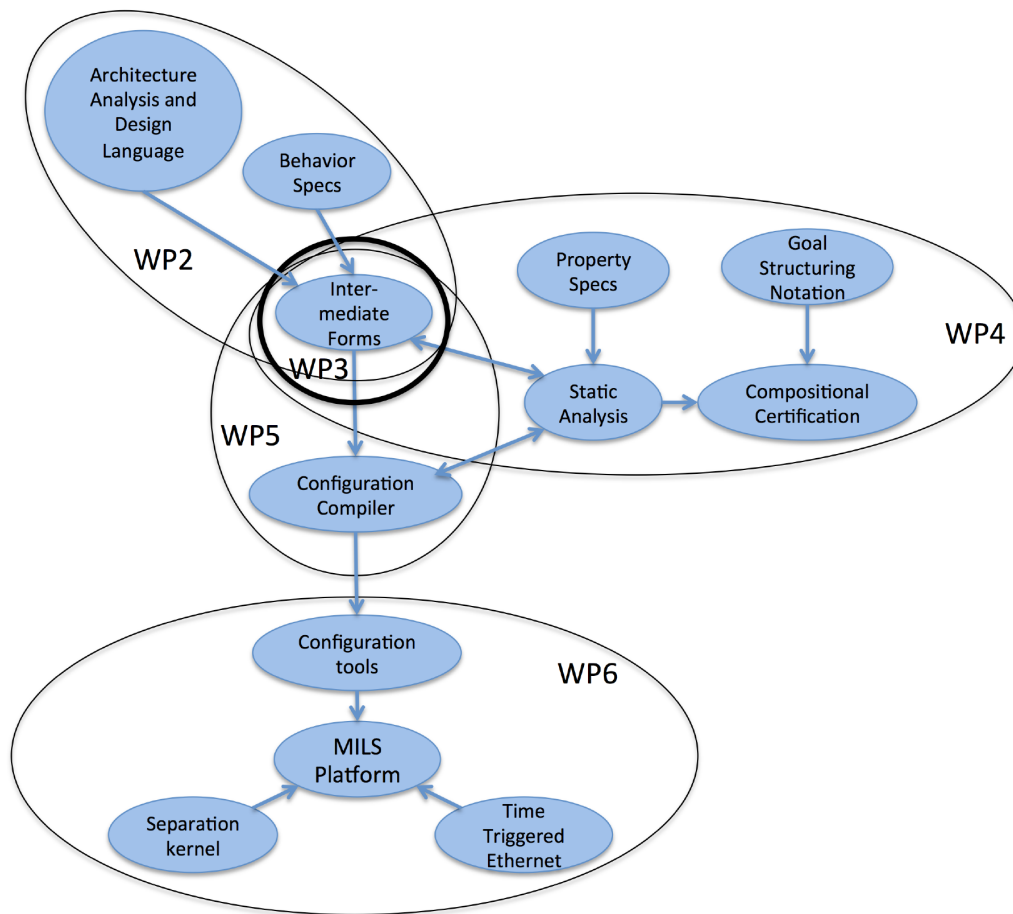 Architecture
Analysis and
Design
Language
Behavior
Specs
WP2
Inter-
mediate
Forms
WP3
Property
Specs
Goal
Structuring
Notation
WP4
Static
Analysis
Compositional
Certification
WP5
Configuration
Compiler
Configuration
tools
WP6
MILS
Platform
Separation
kernel
Time
Triggered
Ethernet